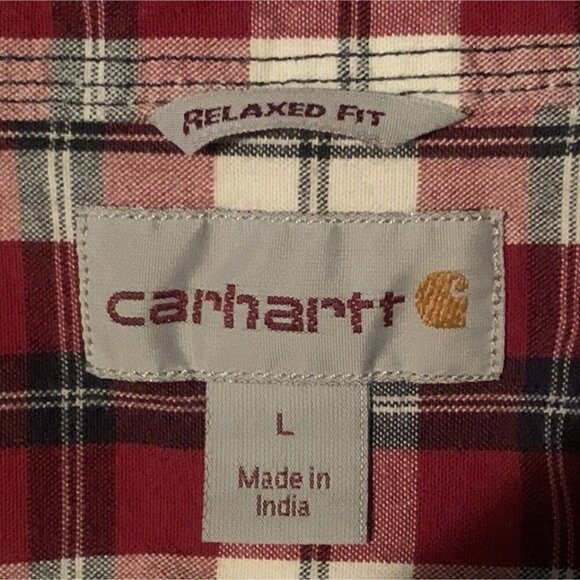 RELAXED FIT
carhartt
L
Made in
India